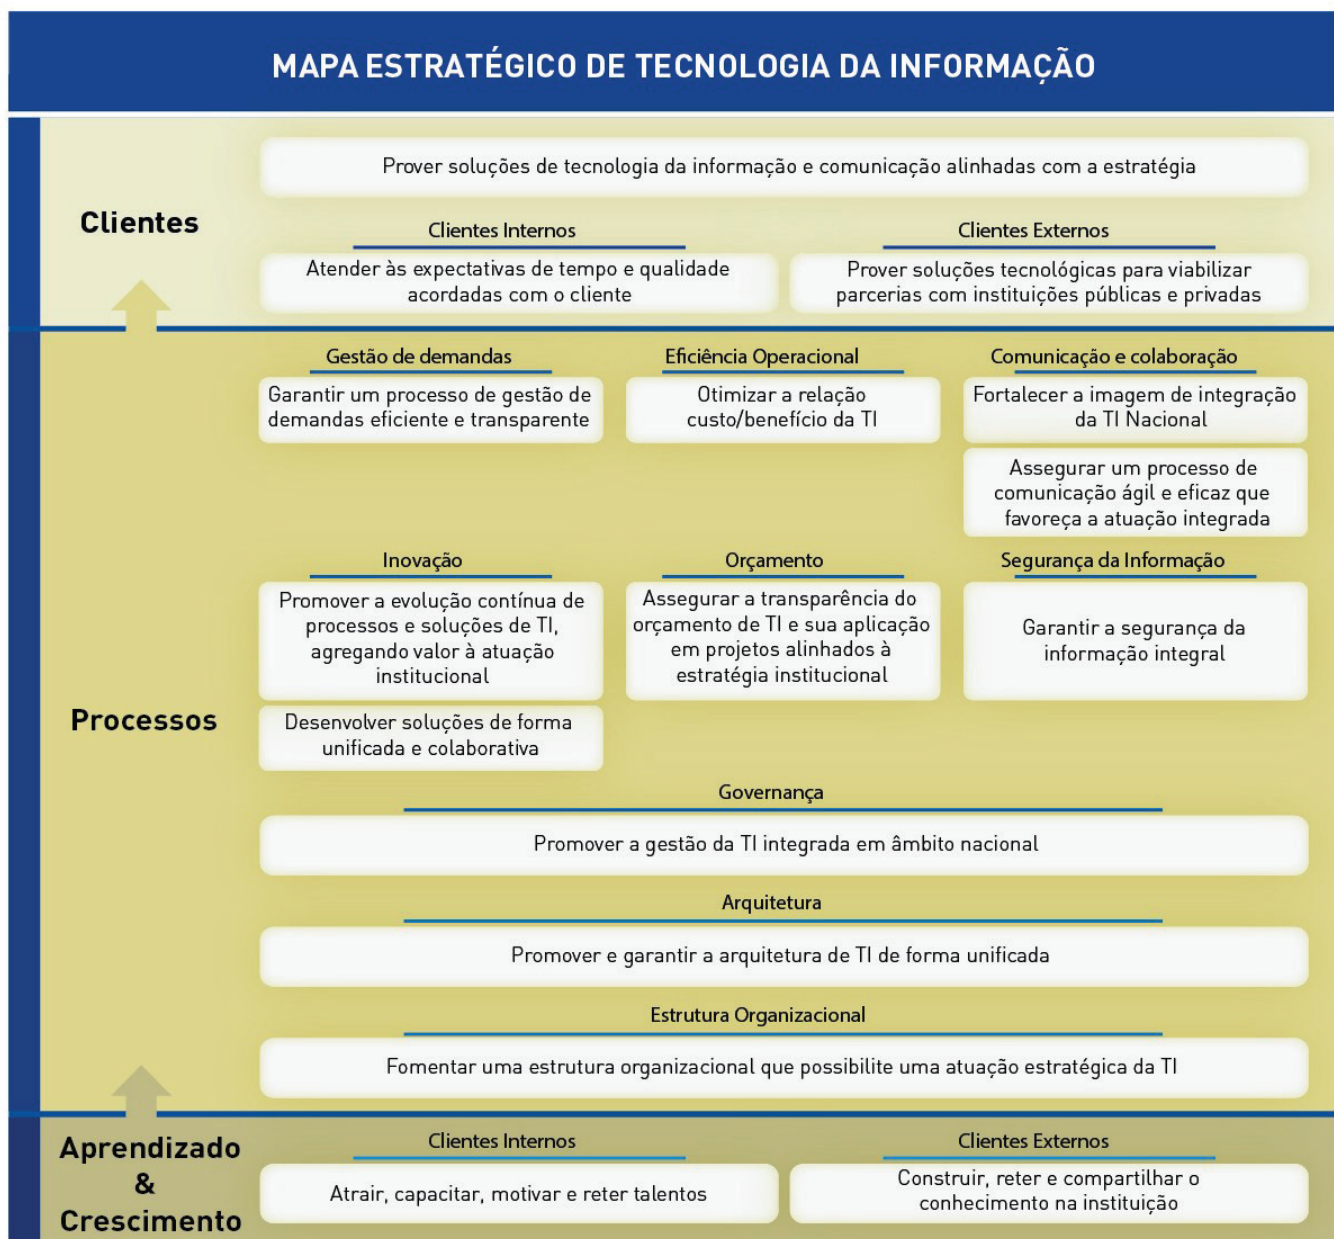 MAPA ESTRATÉGICO DE TECNOLOGIA DA INFORMAÇÃO
Clientes
Prover soluções de tecnologia da informação e comunicação alinhadas com a estratégia
Clientes Internos
Atender às expectativas de tempo e qualidade
acordadas com o cliente
Clientes Externos
Prover soluções tecnológicas para viabilizar
parcerias com instituições públicas e privadas
Processos
Gestão de demandas
Garantir um processo de gestão de
demandas eficiente e transparente
Eficiência Operacional
Otimizar a relação
custo/benefício da TI
Comunicação e colaboração
Fortalecer a imagem de integração
da TI Nacional
Assegurar um processo de
comunicação ágil e eficaz que
favoreça a atuação integrada
Inovação
Promover a evolução contínua de
processos e soluções de TI,
agregando valor à atuação
institucional
Desenvolver soluções de forma
unificada e colaborativa
Orçamento
Assegurar a transparência do
orçamento de TI e sua aplicação
em projetos alinhados à
estratégia institucional
Segurança da Informação
Garantir a segurança da
informação integral
Governança
Promover a gestão da TI integrada em âmbito nacional
Arquitetura
Promover e garantir a arquitetura de TI de forma unificada
Estrutura Organizacional
Fomentar uma estrutura organizacional que possibilite uma atuação estratégica da TI
Aprendizado
&
Crescimento
Clientes Internos
Atrair, capacitar, motivar e reter talentos
Clientes Externos
Construir, reter e compartilhar o
conhecimento na instituição